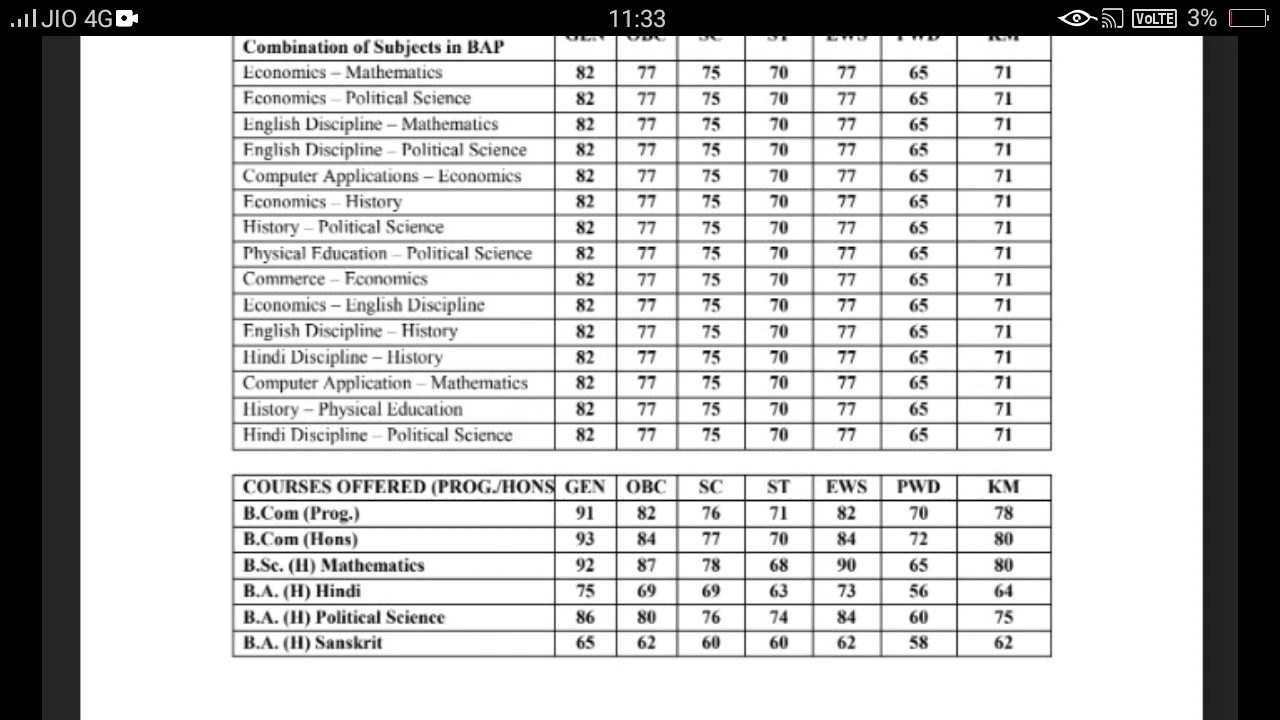 JIO 4G 11:33 VoLTE 3%
Combination of Subjects in BAP GEN OBC SC ST EWS PWD KM
Economics – Mathematics 82 77 75 70 77 65 71
Economics – Political Science 82 77 75 70 77 65 71
English Discipline – Mathematics 82 77 75 70 77 65 71
English Discipline – Political Science 82 77 75 70 77 65 71
Computer Applications – Economics 82 77 75 70 77 65 71
Economics – History 82 77 75 70 77 65 71
History – Political Science 82 77 75 70 77 65 71
Physical Education – Political Science 82 77 75 70 77 65 71
Commerce – Economics 82 77 75 70 77 65 71
Economics – English Discipline 82 77 75 70 77 65 71
English Discipline – History 82 77 75 70 77 65 71
Hindi Discipline – History 82 77 75 70 77 65 71
Computer Application – Mathematics 82 77 75 70 77 65 71
History – Physical Education 82 77 75 70 77 65 71
Hindi Discipline – Political Science 82 77 75 70 77 65 71
COURSES OFFERED (PROG./HONS GEN OBC SC ST EWS PWD KM
B.Com (Prog.) 91 82 76 71 82 70 78
B.Com (Hons) 93 84 77 70 84 72 80
B.Sc. (H) Mathematics 92 87 78 68 90 65 80
B.A. (H) Hindi 75 69 69 63 73 56 64
B.A. (H) Political Science 86 80 76 74 84 60 75
B.A. (H) Sanskrit 65 62 60 60 62 58 62